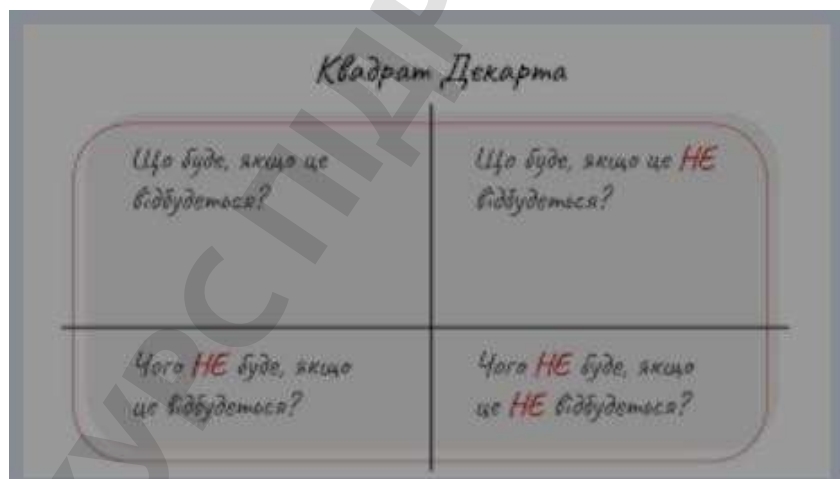 Квадрат Декарта
Що буде, якщо це
відбудеться?
Що буде, якщо це НЕ
відбудеться?
Чого НЕ буде, якщо
це відбудеться?
Чого НЕ буде, якщо
це НЕ відбудеться?
КУРС